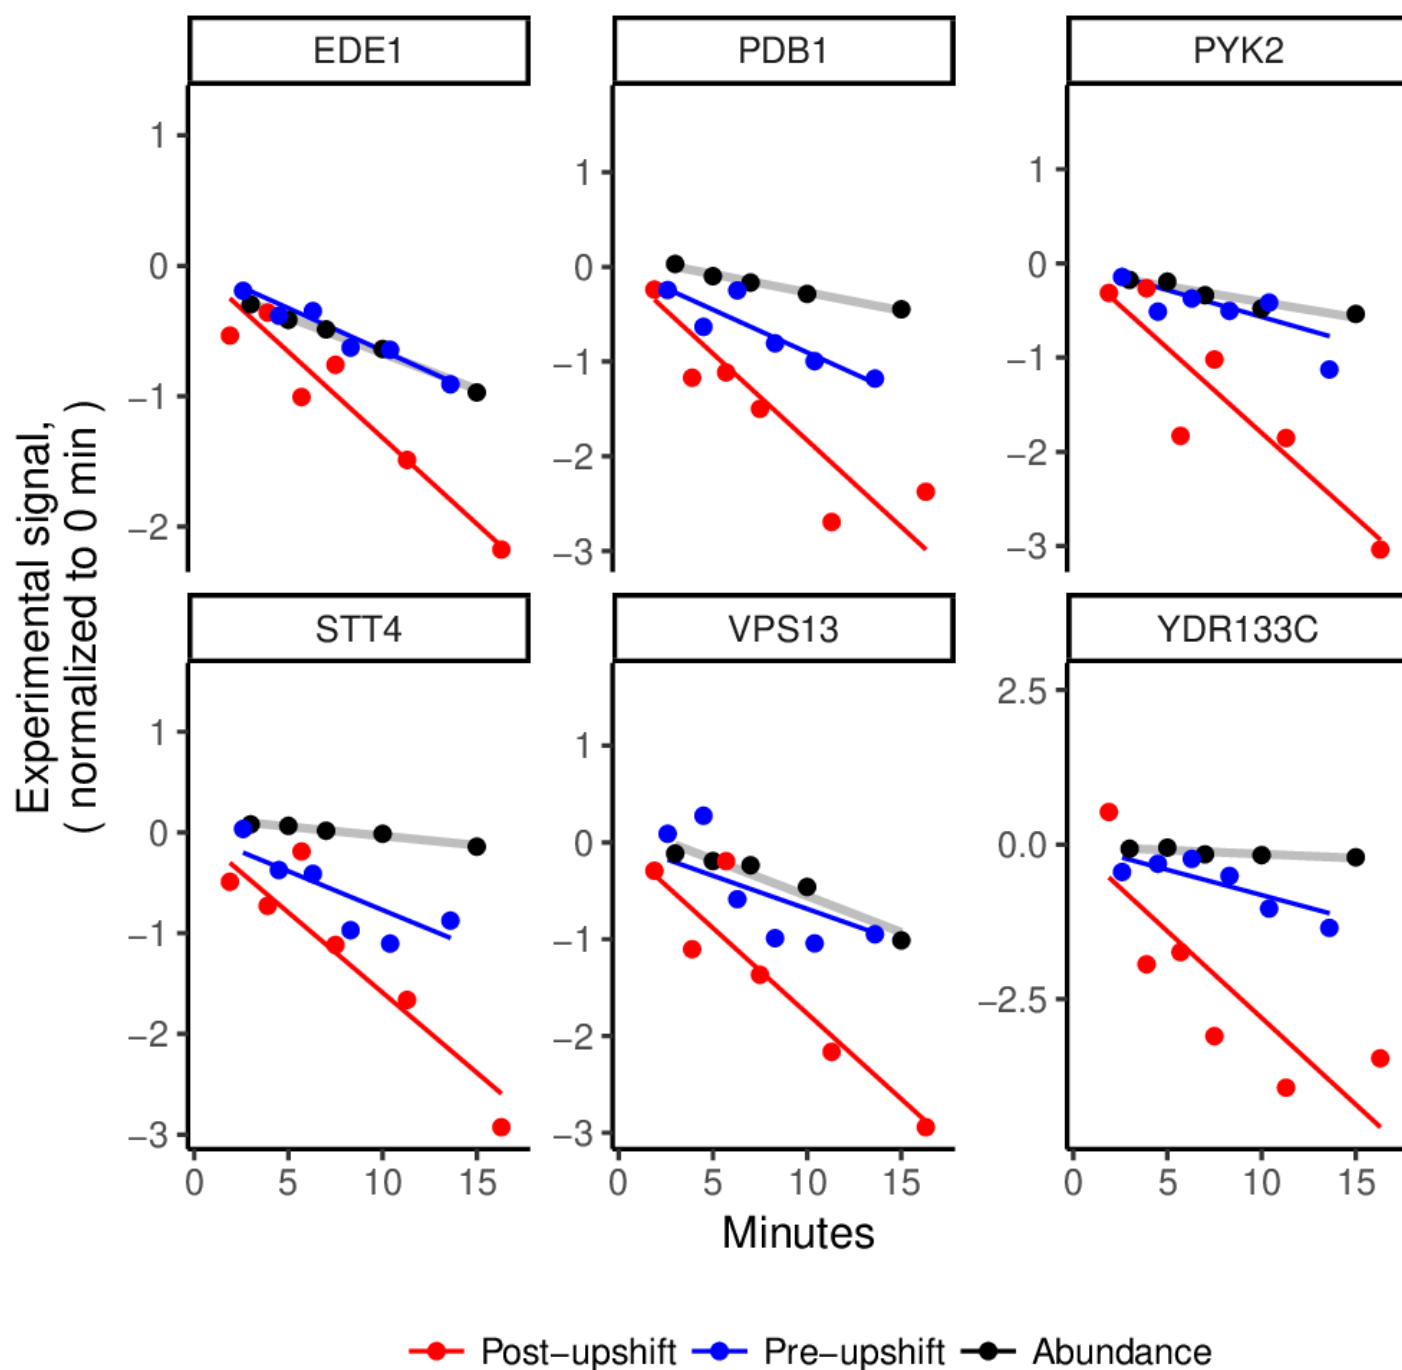 EDE1 PDB1 PYK2
1 1 1
0 0 0
−1 −1 −1
−2 −2 −2
−3 −3
STT4 VPS13 YDR133C
1 1 2.5
0 0 0.0
−1 −1 −2.5
−2 −2
−3 −3
0 5 10 15 0 5 10 15 0 5 10 15
Experimental signal,
( normalized to 0 min )
Minutes
Post−upshift Pre−upshift Abundance